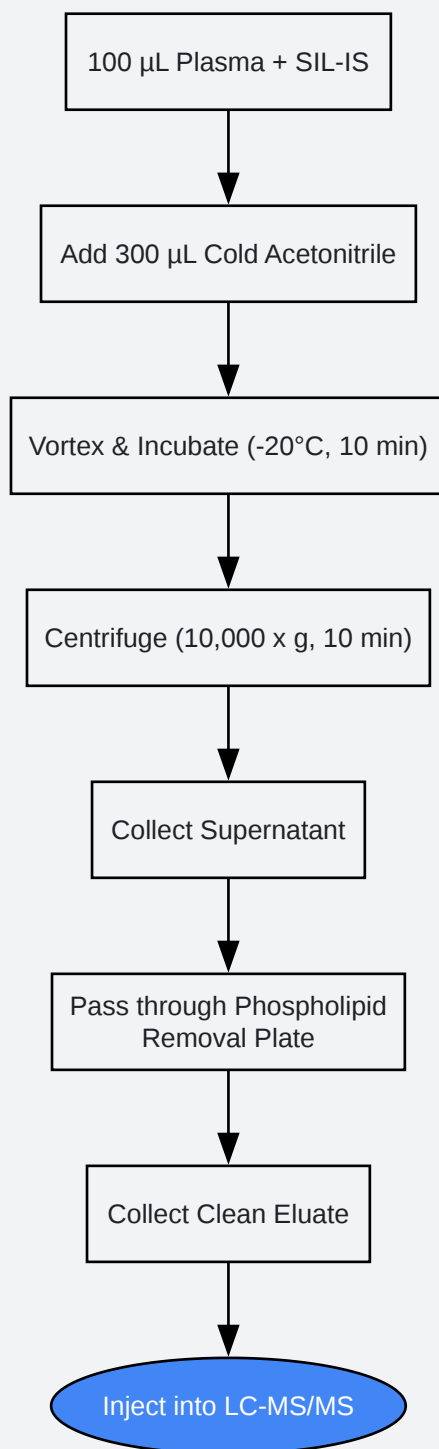 100 µL Plasma + SIL-IS
Add 300 µL Cold Acetonitrile
Vortex & Incubate (-20°C, 10 min)
Centrifuge (10,000 x g, 10 min)
Collect Supernatant
Pass through Phospholipid
Removal Plate
Collect Clean Eluate
Inject into LC-MS/MS